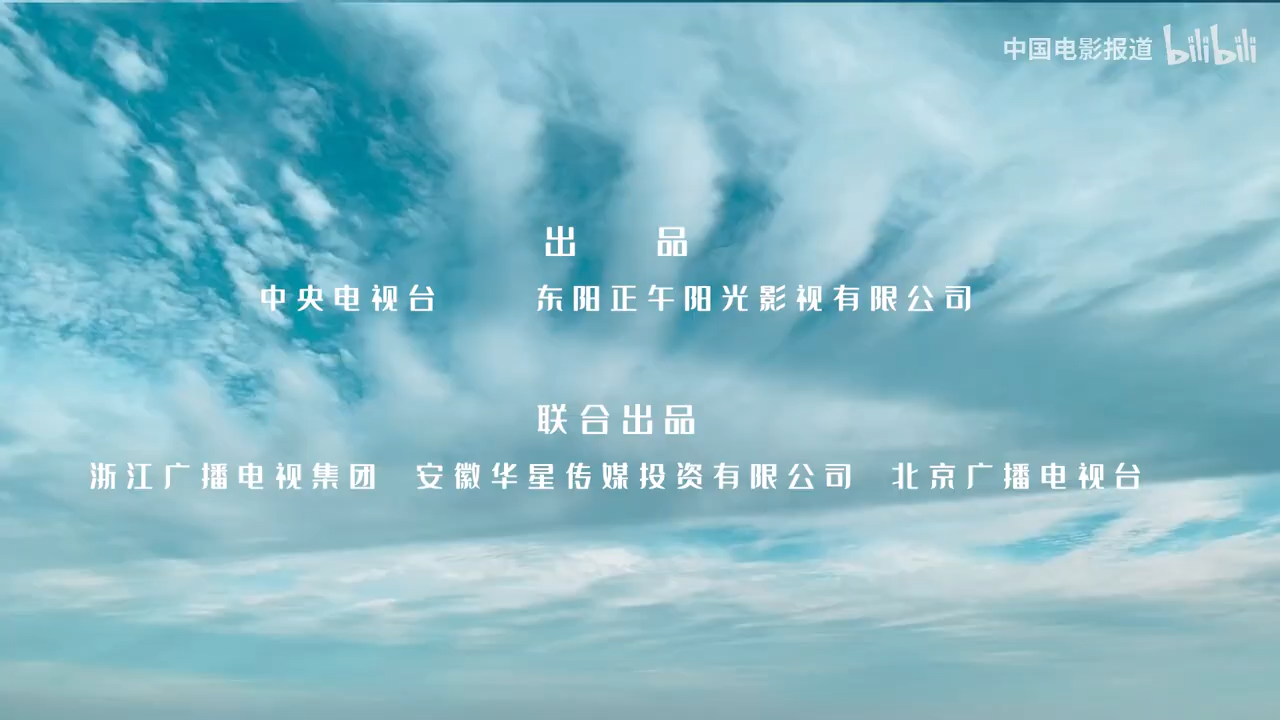 中国电影报道 bilibili
出 品
中央电视台 东阳正午阳光影视有限公司
联合出品
浙江广播电视集团 安徽华星传媒投资有限公司 北京广播电视台